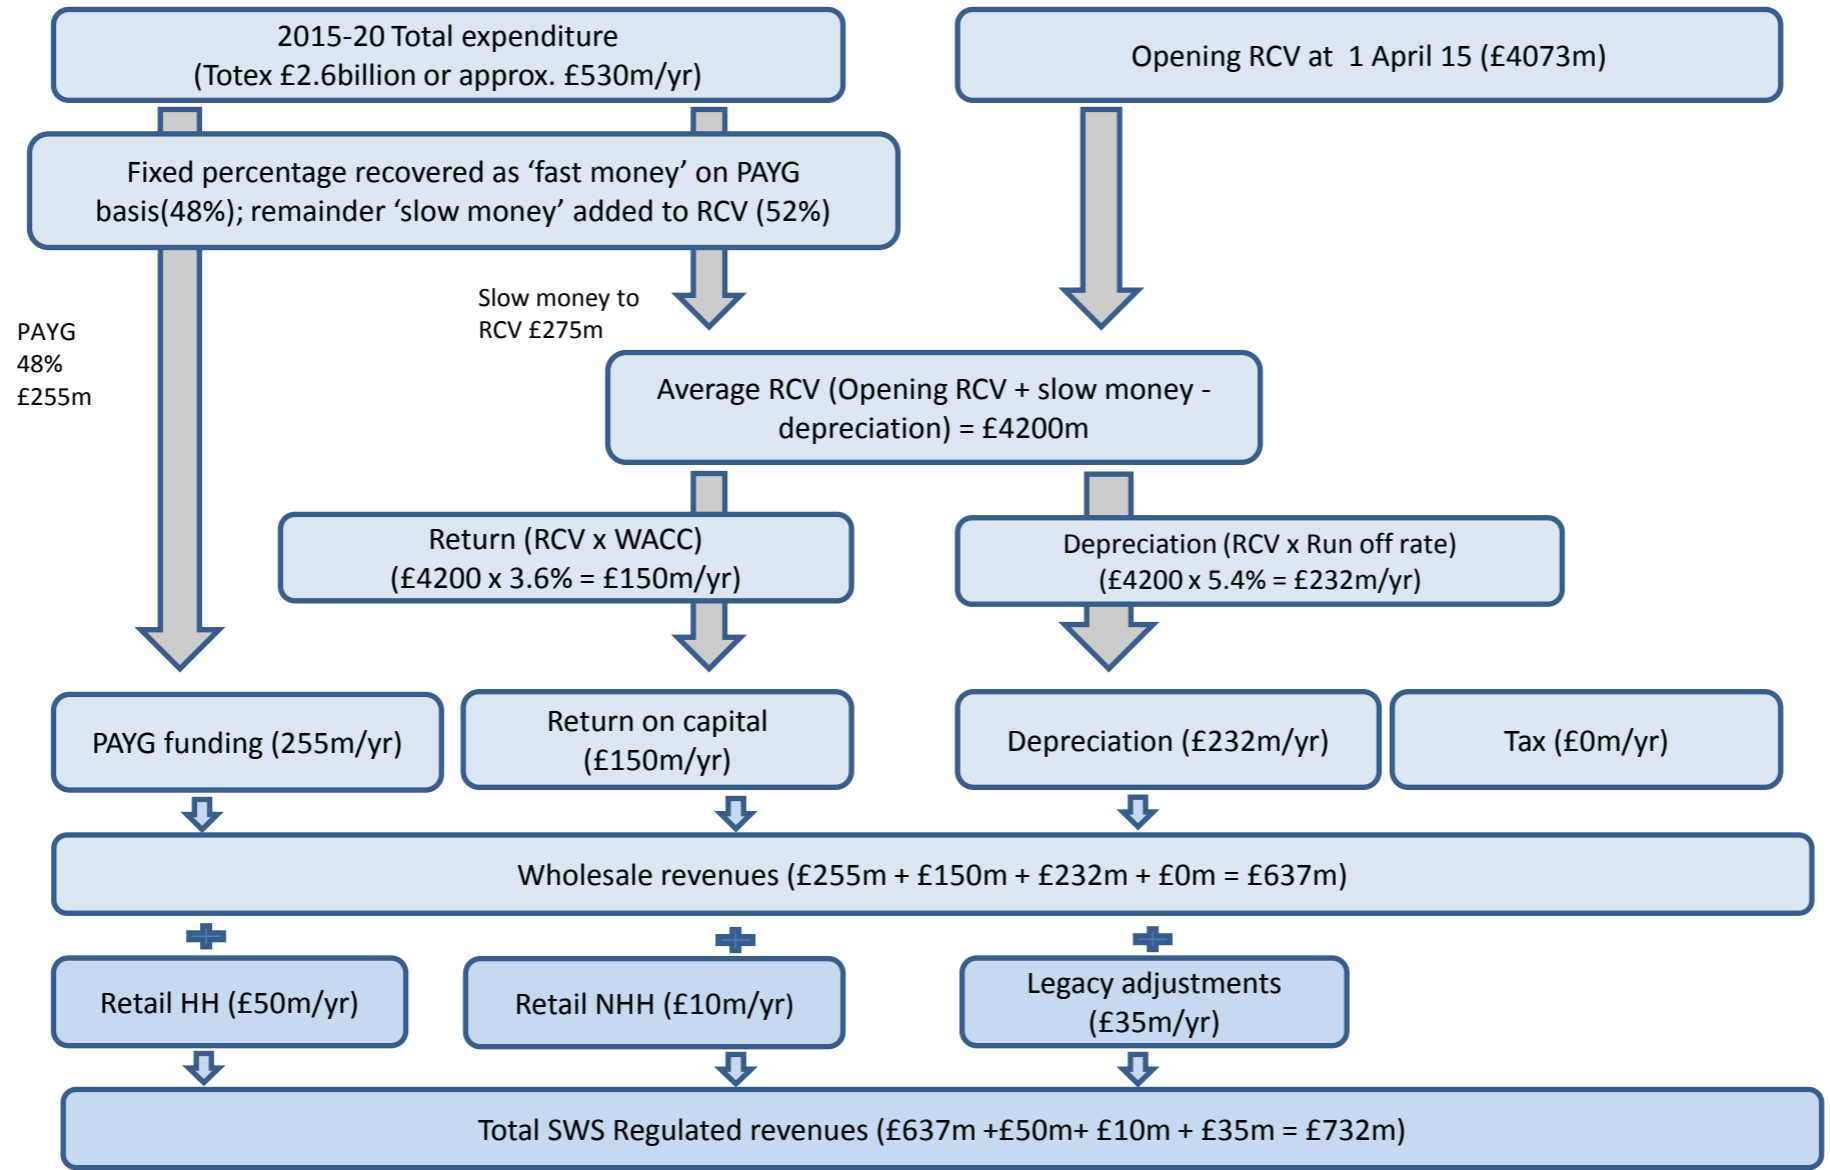 2015-20 Total expenditure
(Totex £2.6billion or approx. £530m/yr)
Opening RCV at  1 April 15 (£4073m)
Fixed percentage recovered as ‘fast money’ on PAYG
basis(48%); remainder ‘slow money’ added to RCV (52%)
Slow money to
RCV £275m
PAYG
48%
£255m
Average RCV (Opening RCV + slow money -
depreciation) = £4200m
Return (RCV x WACC)
(£4200 x 3.6% = £150m/yr)
Depreciation (RCV x Run off rate)
(£4200 x 5.4% = £232m/yr)
PAYG funding (255m/yr)
Return on capital
(£150m/yr)
Depreciation (£232m/yr)
Tax (£0m/yr)
Wholesale revenues (£255m + £150m + £232m + £0m = £637m)
Retail HH (£50m/yr)
Retail NHH (£10m/yr)
Legacy adjustments
(£35m/yr)
Total SWS Regulated revenues (£637m +£50m+ £10m + £35m = £732m)